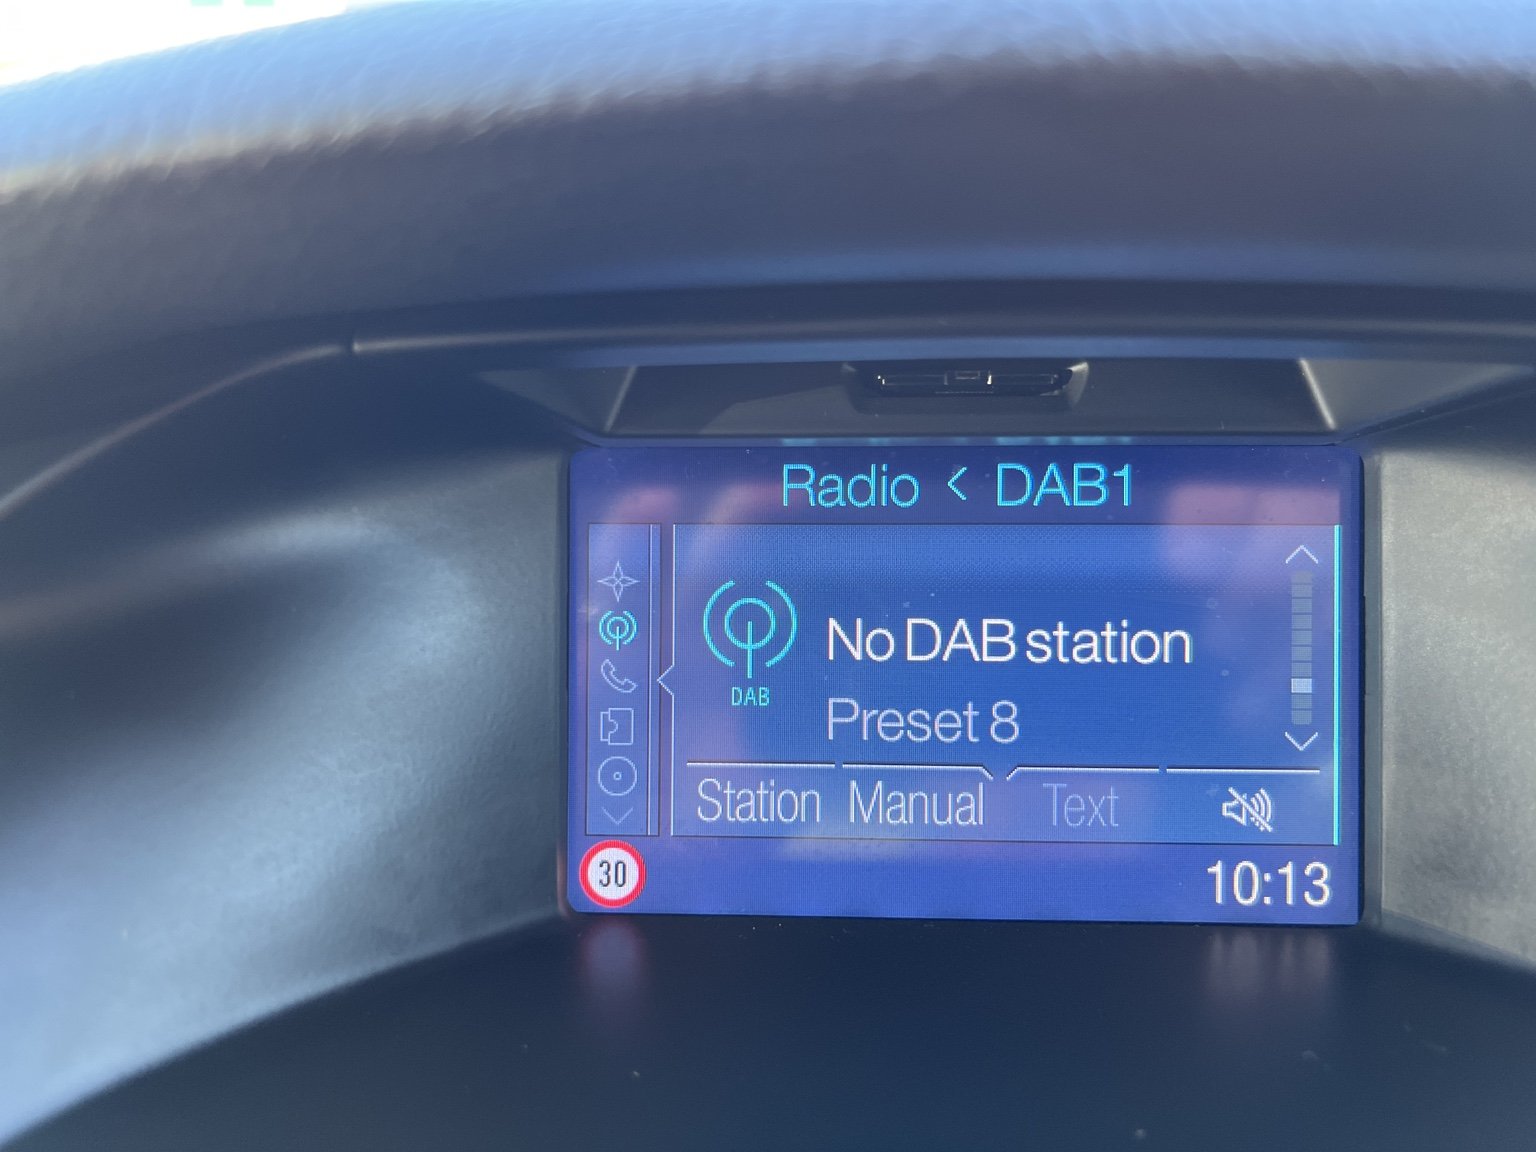 Radio < DAB1
No DAB station
DAB
Preset 8
Station Manual Text
30
10:13